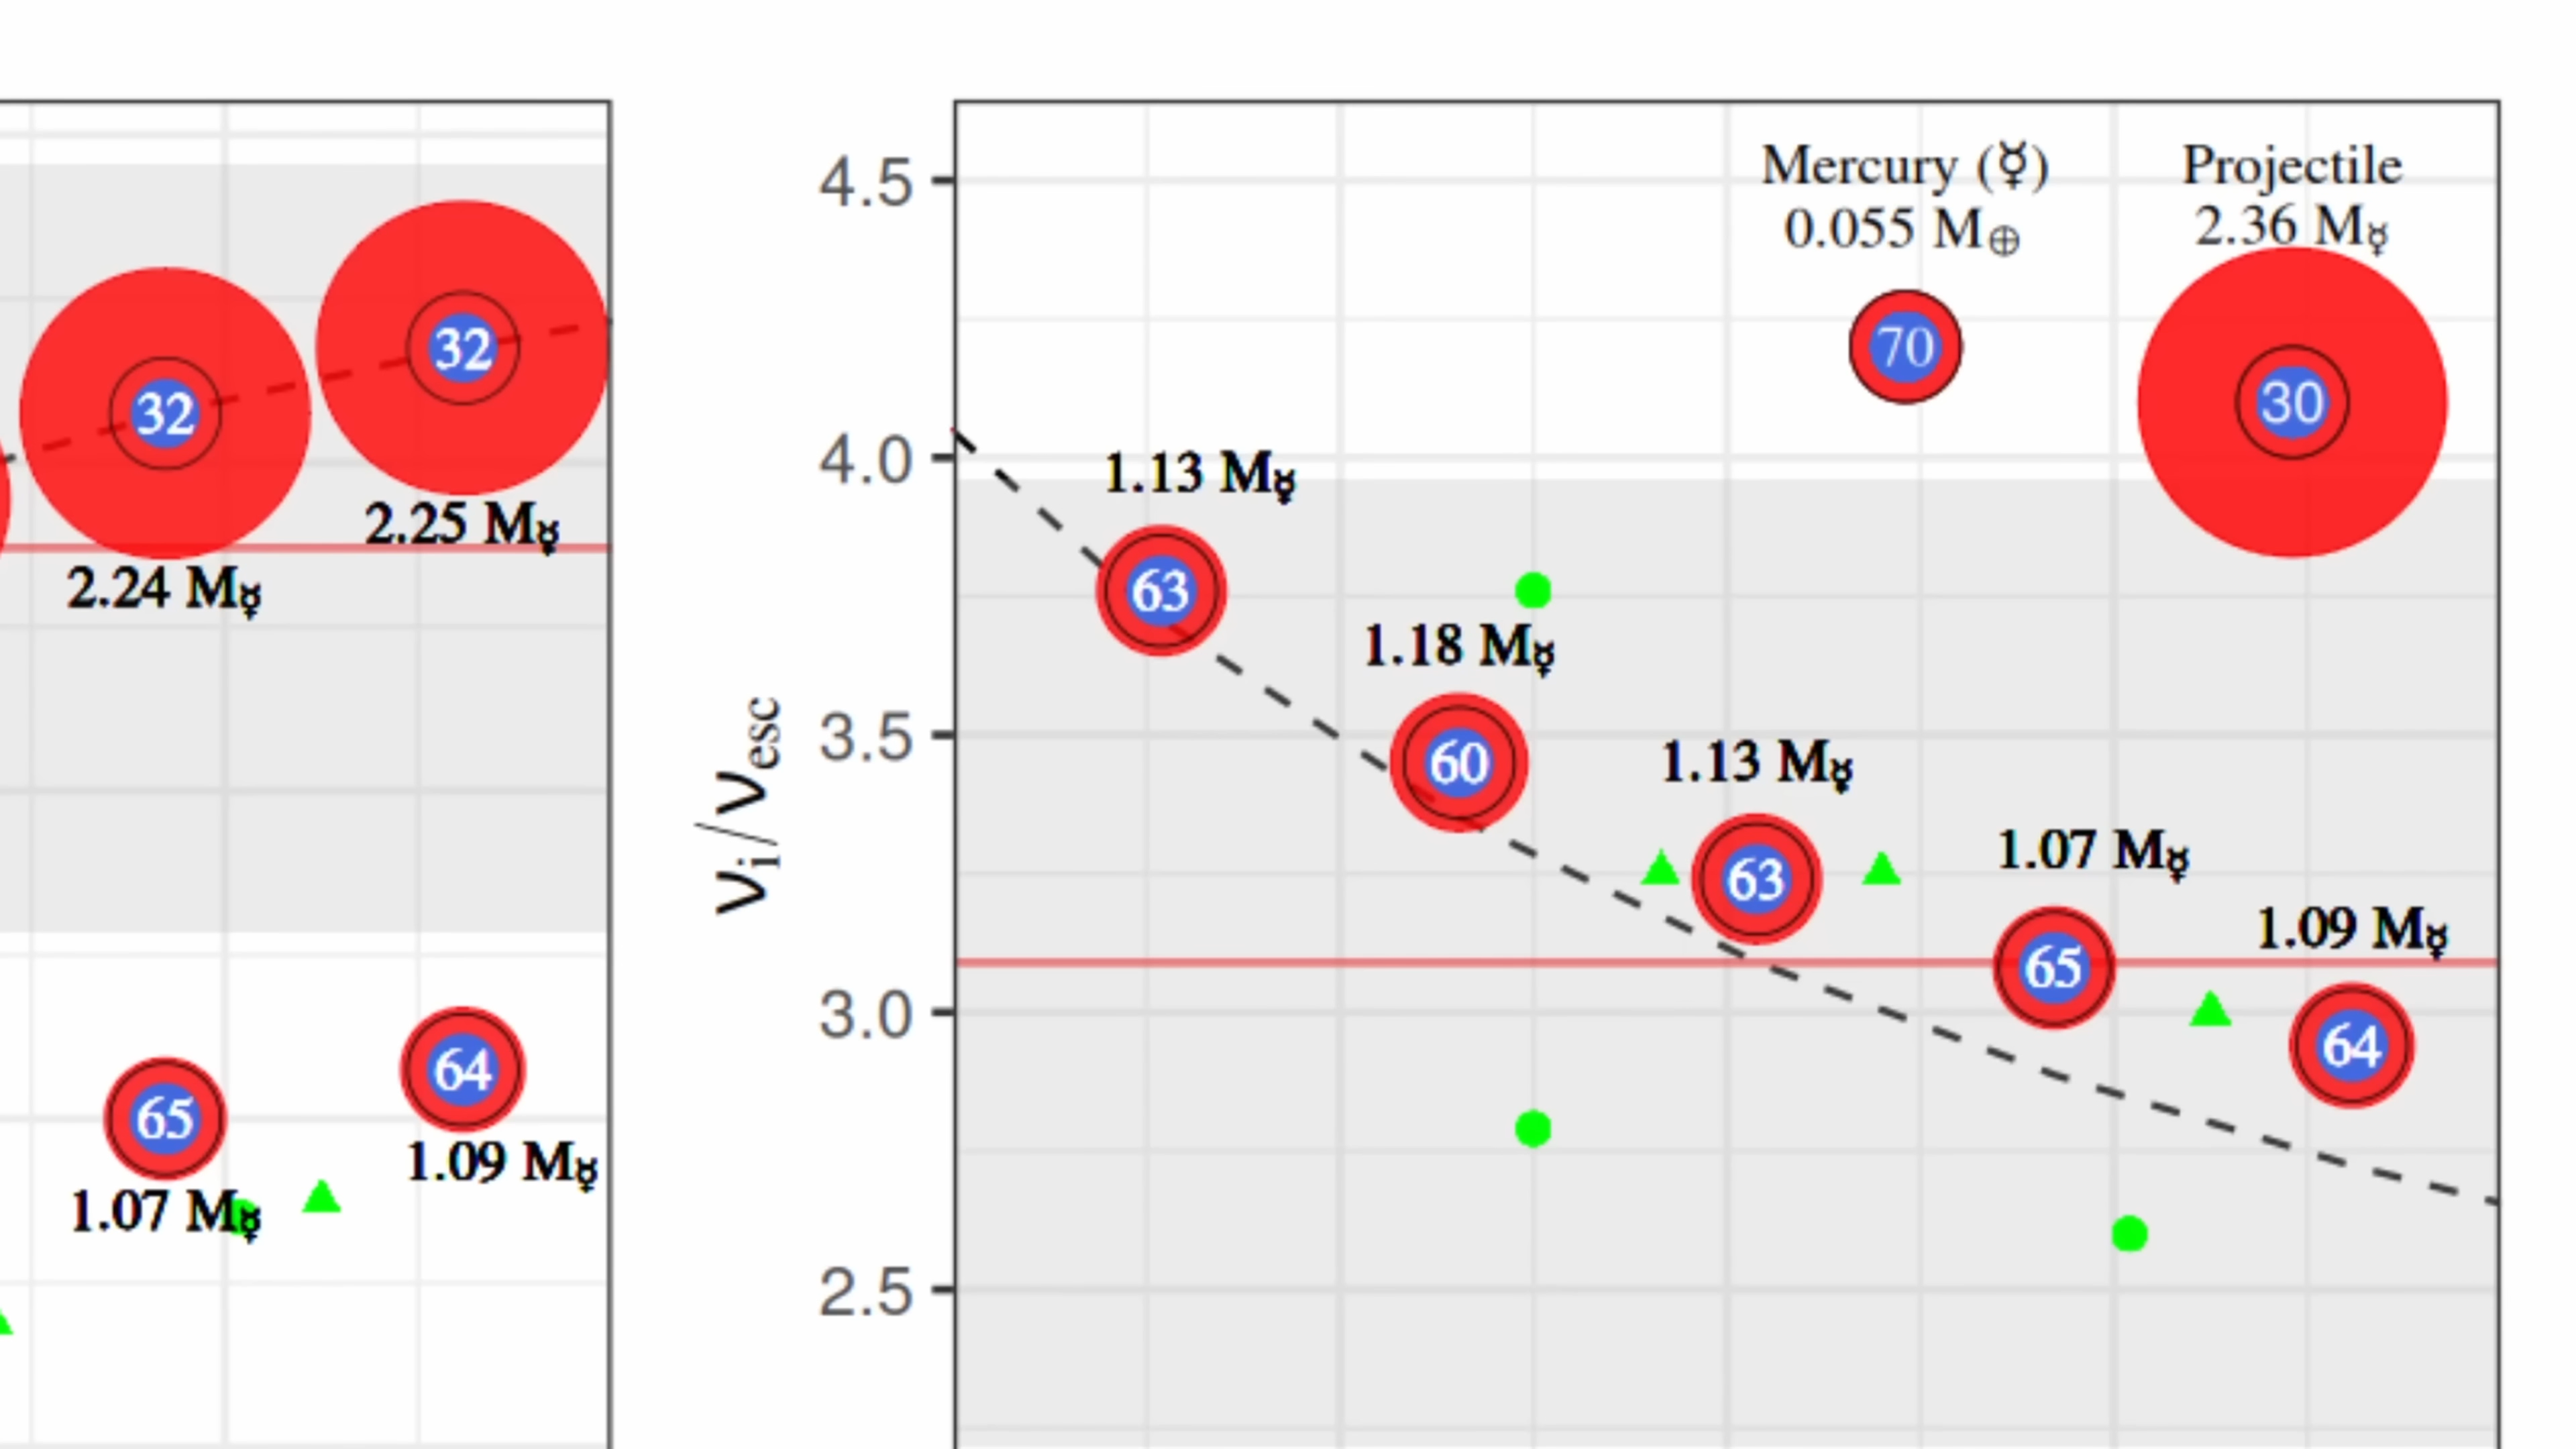 32
32
2.25 M☿
2.24 M☿
65
64
1.09 M☿
1.07 M☿
νi/νesc
4.5
4.0
3.5
3.0
2.5
Mercury (☿)
0.055 M⊕
Projectile
2.36 M☿
70
30
1.13 M☿
63
1.18 M☿
60
1.13 M☿
63
1.07 M☿
65
1.09 M☿
64